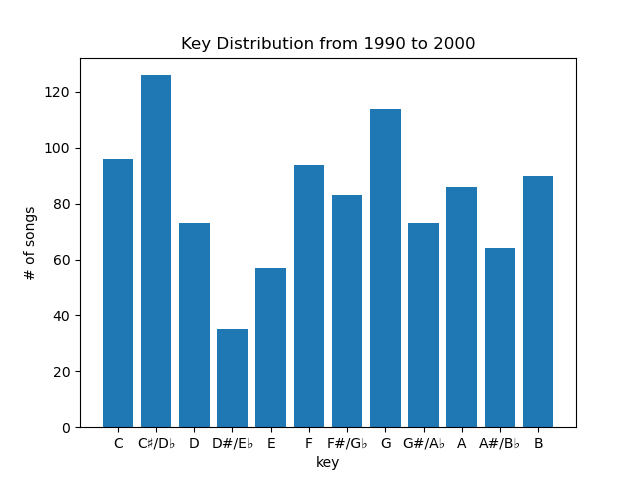 Key Distribution from 1990 to 2000
# of songs
120
100
80
60
40
20
0
C C♯/D♭ D D#/E♭ E F F#/G♭ G G#/A♭ A A#/B♭ B
key